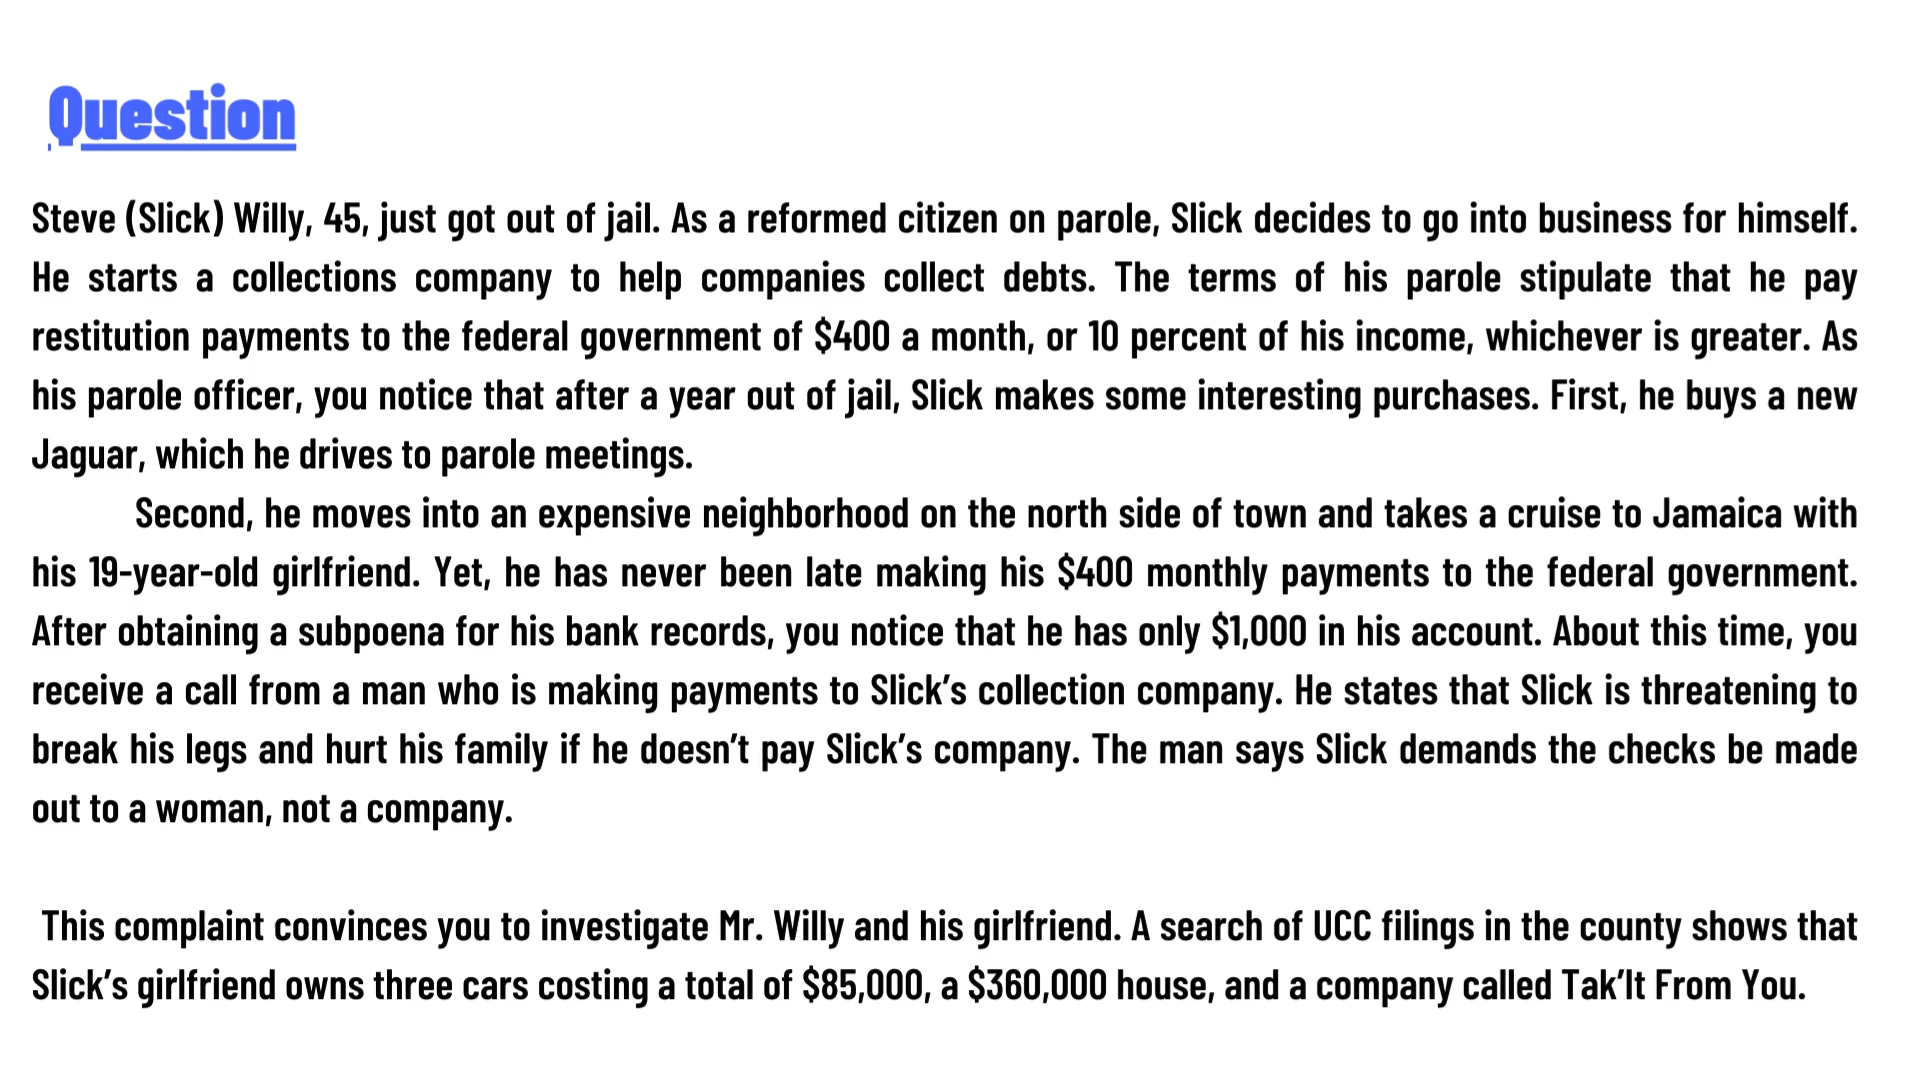 Question
Steve (Slick) Willy, 45, just got out of jail. As a reformed citizen on parole, Slick decides to go into business for himself.
He starts a collections company to help companies collect debts. The terms of his parole stipulate that he pay
restitution payments to the federal government of $400 a month, or 10 percent of his income, whichever is greater. As
his parole officer, you notice that after a year out of jail, Slick makes some interesting purchases. First, he buys a new
Jaguar, which he drives to parole meetings.
Second, he moves into an expensive neighborhood on the north side of town and takes a cruise to Jamaica with
his 19-year-old girlfriend. Yet, he has never been late making his $400 monthly payments to the federal government.
After obtaining a subpoena for his bank records, you notice that he has only $1,000 in his account. About this time, you
receive a call from a man who is making payments to Slick’s collection company. He states that Slick is threatening to
break his legs and hurt his family if he doesn’t pay Slick’s company. The man says Slick demands the checks be made
out to a woman, not a company.
This complaint convinces you to investigate Mr. Willy and his girlfriend. A search of UCC filings in the county shows that
Slick’s girlfriend owns three cars costing a total of $85,000, a $360,000 house, and a company called Tak’It From You.